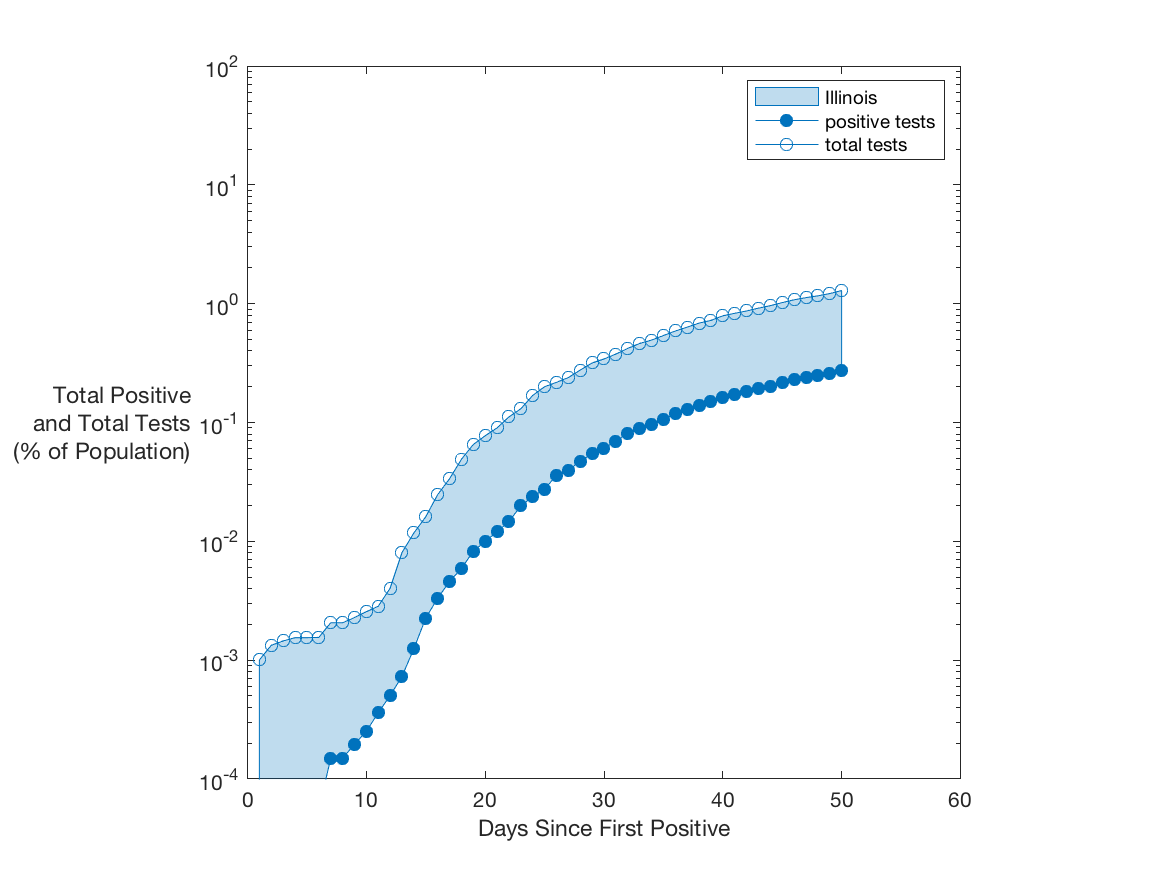 10^2
10^1
10^0
10^-1
10^-2
10^-3
10^-4
Total Positive
and Total Tests
(% of Population)
Illinois
positive tests
total tests
0 10 20 30 40 50 60
Days Since First Positive